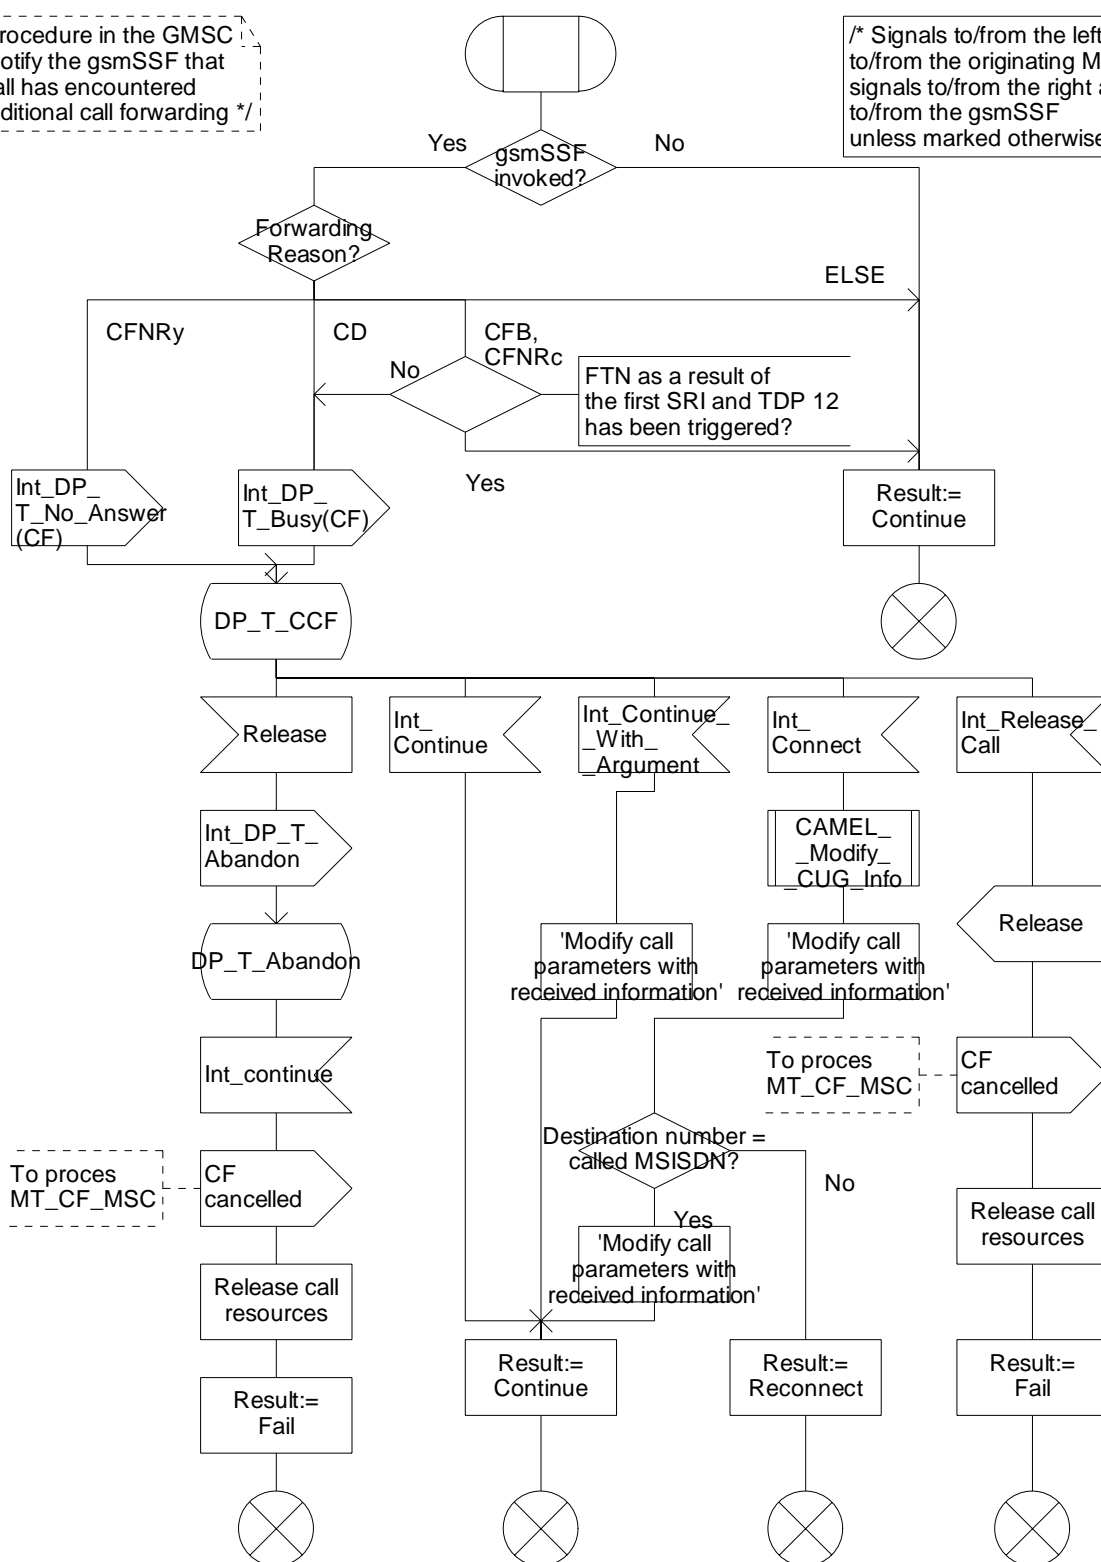 rocedure in the GMSC
otify the gsmSSF that
all has encountered
ditional call forwarding */
/* Signals to/from the left
to/from the originating M
signals to/from the right a
to/from the gsmSSF
unless marked otherwise
Yes
gsmSSF
invoked?
No
Forwarding
Reason?
ELSE
CFNRy
CD
CFB,
CFNRc
No
FTN as a result of
the first SRI and TDP 12
has been triggered?
Yes
Int_DP_
T_No_Answer
(CF)
Int_DP_
T_Busy(CF)
Result:=
Continue
DP_T_CCF
Release
Int_
Continue
Int_Continue_
_With_
_Argument
Int_
Connect
Int_Release_
Call
Int_DP_T_
Abandon
CAMEL_
_Modify_
_CUG_Info
DP_T_Abandon
'Modify call
parameters with
received information'
'Modify call
parameters with
received information'
Release
Int_continue
To proces
MT_CF_MSC
CF
cancelled
Destination number =
called MSISDN?
No
To proces
MT_CF_MSC
CF
cancelled
Yes
'Modify call
parameters with
received information'
Release call
resources
Release call
resources
Result:=
Continue
Result:=
Reconnect
Result:=
Fail
Result:=
Fail